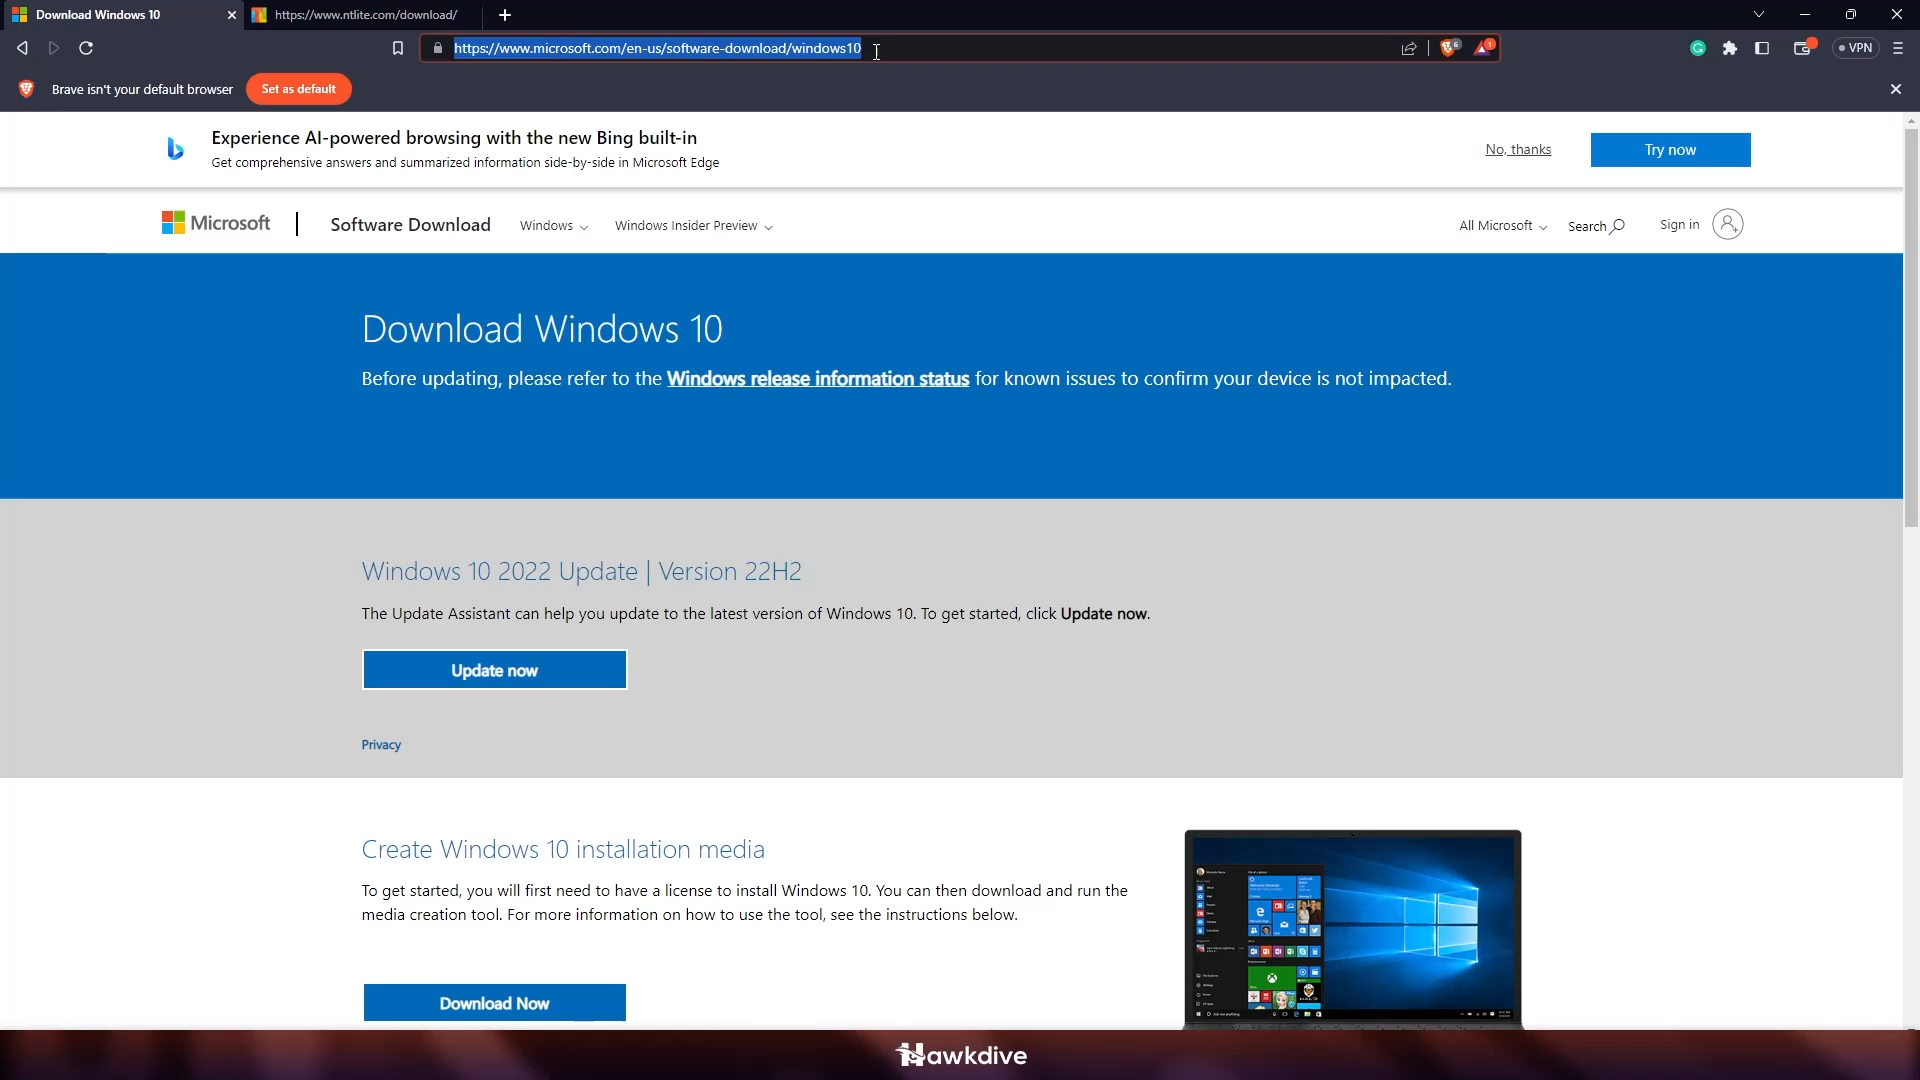 Download Windows 10
https://www.ntlite.com/download/
https://www.microsoft.com/en-us/software-download/windows10
6
1
VPN
Brave isn't your default browser
Set as default
Experience AI-powered browsing with the new Bing built-in
Get comprehensive answers and summarized information side-by-side in Microsoft Edge
No, thanks
Try now
Microsoft
Software Download
Windows
Windows Insider Preview
All Microsoft
Search
Sign in
Download Windows 10
Before updating, please refer to the Windows release information status for known issues to confirm your device is not impacted.
Windows 10 2022 Update | Version 22H2
The Update Assistant can help you update to the latest version of Windows 10. To get started, click Update now.
Update now
Privacy
Create Windows 10 installation media
To get started, you will first need to have a license to install Windows 10. You can then download and run the
media creation tool. For more information on how to use the tool, see the instructions below.
Download Now
Hawkdive